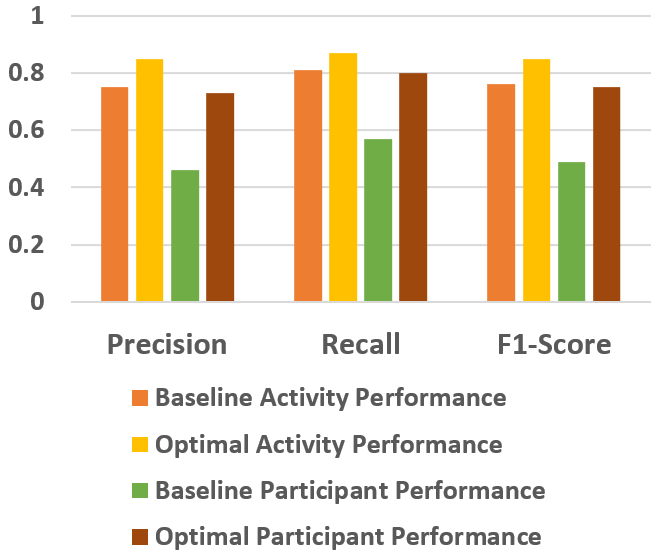 1
0.8
0.6
0.4
0.2
0
Precision Recall F1-Score
Baseline Activity Performance
Optimal Activity Performance
Baseline Participant Performance
Optimal Participant Performance